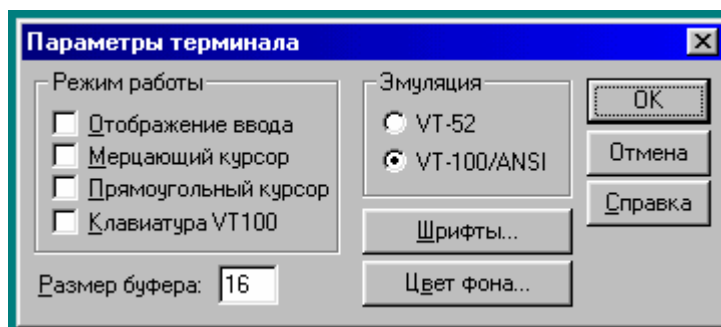 Параметры терминала
Режим работы
Отображение ввода
Мерцающий курсор
Прямоугольный курсор
Клавиатура VT100
Размер буфера: 16
Эмуляция
VT-52
VT-100/ANSI
Шрифты...
Цвет фона...
OK
Отмена
Справка